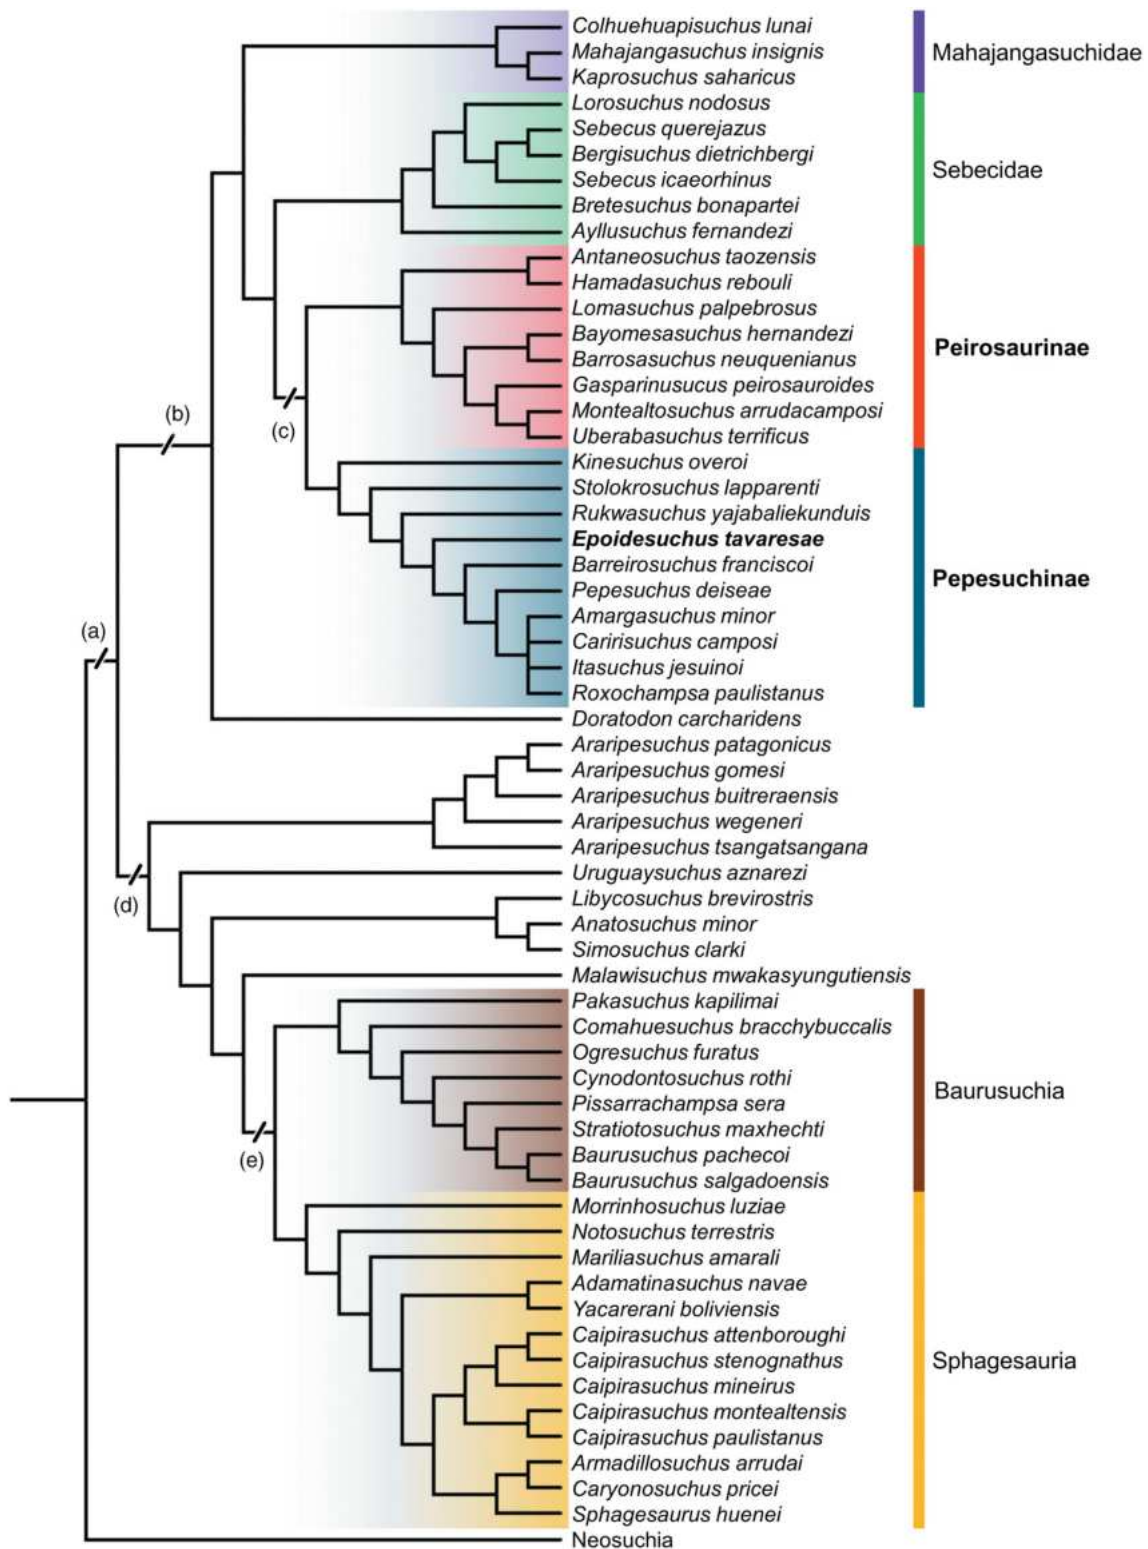 Colhuehuapisuchus lunai
Mahajangasuchus insignis
Mahajangasuchidae
Kaprosuchus saharicus
Lorosuchus nodosus
Sebecus querejazus
Bergisuchus dietrichbergi
Sebecidae
Sebecus icaeorhinus
Bretesuchus bonapartei
Ayllusuchus fernandezi
Antaneosuchus taozensis
Hamadasuchus rebouli
Lomasuchus palpebrosus
Bayomesasuchus hernandezi
Peirosaurinae
Barrosasuchus neuquenianus
Gasparinusucus peirosauroides
(b)
Montealtosuchus arrudacamposi
(c)
Uberabasuchus terrificus
Kinesuchus overoi
Stolokrosuchus lapparenti
Rukwasuchus yajabaliekunduis
Epoidesuchus tavaresae
Barreirosuchus franciscoi
Pepesuchinae
Pepesuchus deiseae
Amargasuchus minor
(a)
Caririsuchus camposi
Itasuchus jesuinoi
Roxochampsa paulistanus
Doratodon carcharidens
Araripesuchus patagonicus
Araripesuchus gomesi
Araripesuchus buitreraensis
Araripesuchus wegeneri
Araripesuchus tsangatsangana
Uruguaysuchus aznarezi
(d)
Libycosuchus brevirostris
Anatosuchus minor
Simosuchus clarki
Malawisuchus mwakasyungutiensis
Pakasuchus kapilimai
Comahuesuchus bracchybuccalis
Ogresuchus furatus
Cynodontosuchus rothi
Baurusuchia
Pissarrachampsa sera
Stratiotosuchus maxhechti
(e)
Baurusuchus pachecoi
Baurusuchus salgadoensis
Morrinhosuchus luziae
Notosuchus terrestris
Mariliasuchus amarali
Adamatinasuchus navae
Yacarerani boliviensis
Caipirasuchus attenboroughi
Caipirasuchus stenognathus
Sphagesauria
Caipirasuchus mineirus
Caipirasuchus montealtensis
Caipirasuchus paulistanus
Armadillosuchus arrudai
Caryonosuchus pricei
Sphagesaurus huenei
Neosuchia